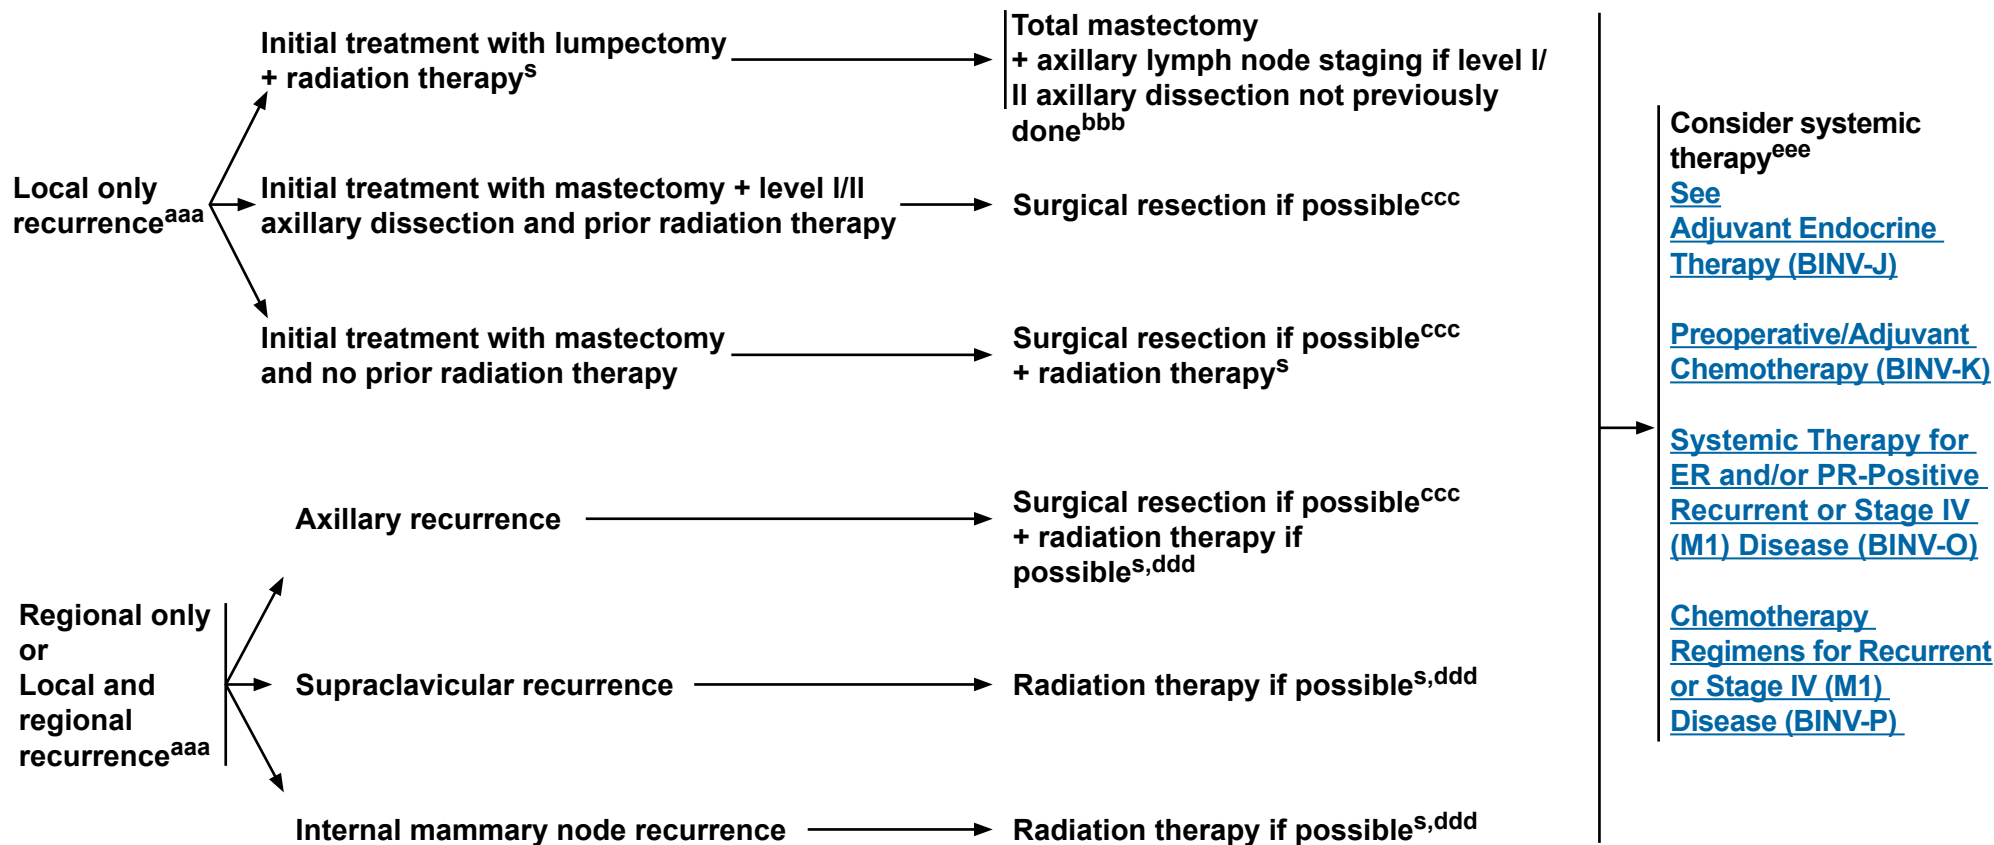 Local only
recurrenceaaa
Initial treatment with lumpectomy
+ radiation therapys
Total mastectomy
+ axillary lymph node staging if level I/
II axillary dissection not previously
donebbb
Initial treatment with mastectomy + level I/II
axillary dissection and prior radiation therapy
Surgical resection if possibleccc
Initial treatment with mastectomy
and no prior radiation therapy
Surgical resection if possibleccc
+ radiation therapys
Regional only
or
Local and
regional
recurrenceaaa
Axillary recurrence
Surgical resection if possibleccc
+ radiation therapy if
possibles,ddd
Supraclavicular recurrence
Radiation therapy if possibles,ddd
Internal mammary node recurrence
Radiation therapy if possibles,ddd
Consider systemic
therapyeee
See
Adjuvant Endocrine
Therapy (BINV-J)
Preoperative/Adjuvant
Chemotherapy (BINV-K)
Systemic Therapy for
ER and/or PR-Positive
Recurrent or Stage IV
(M1) Disease (BINV-O)
Chemotherapy
Regimens for Recurrent
or Stage IV (M1)
Disease (BINV-P)